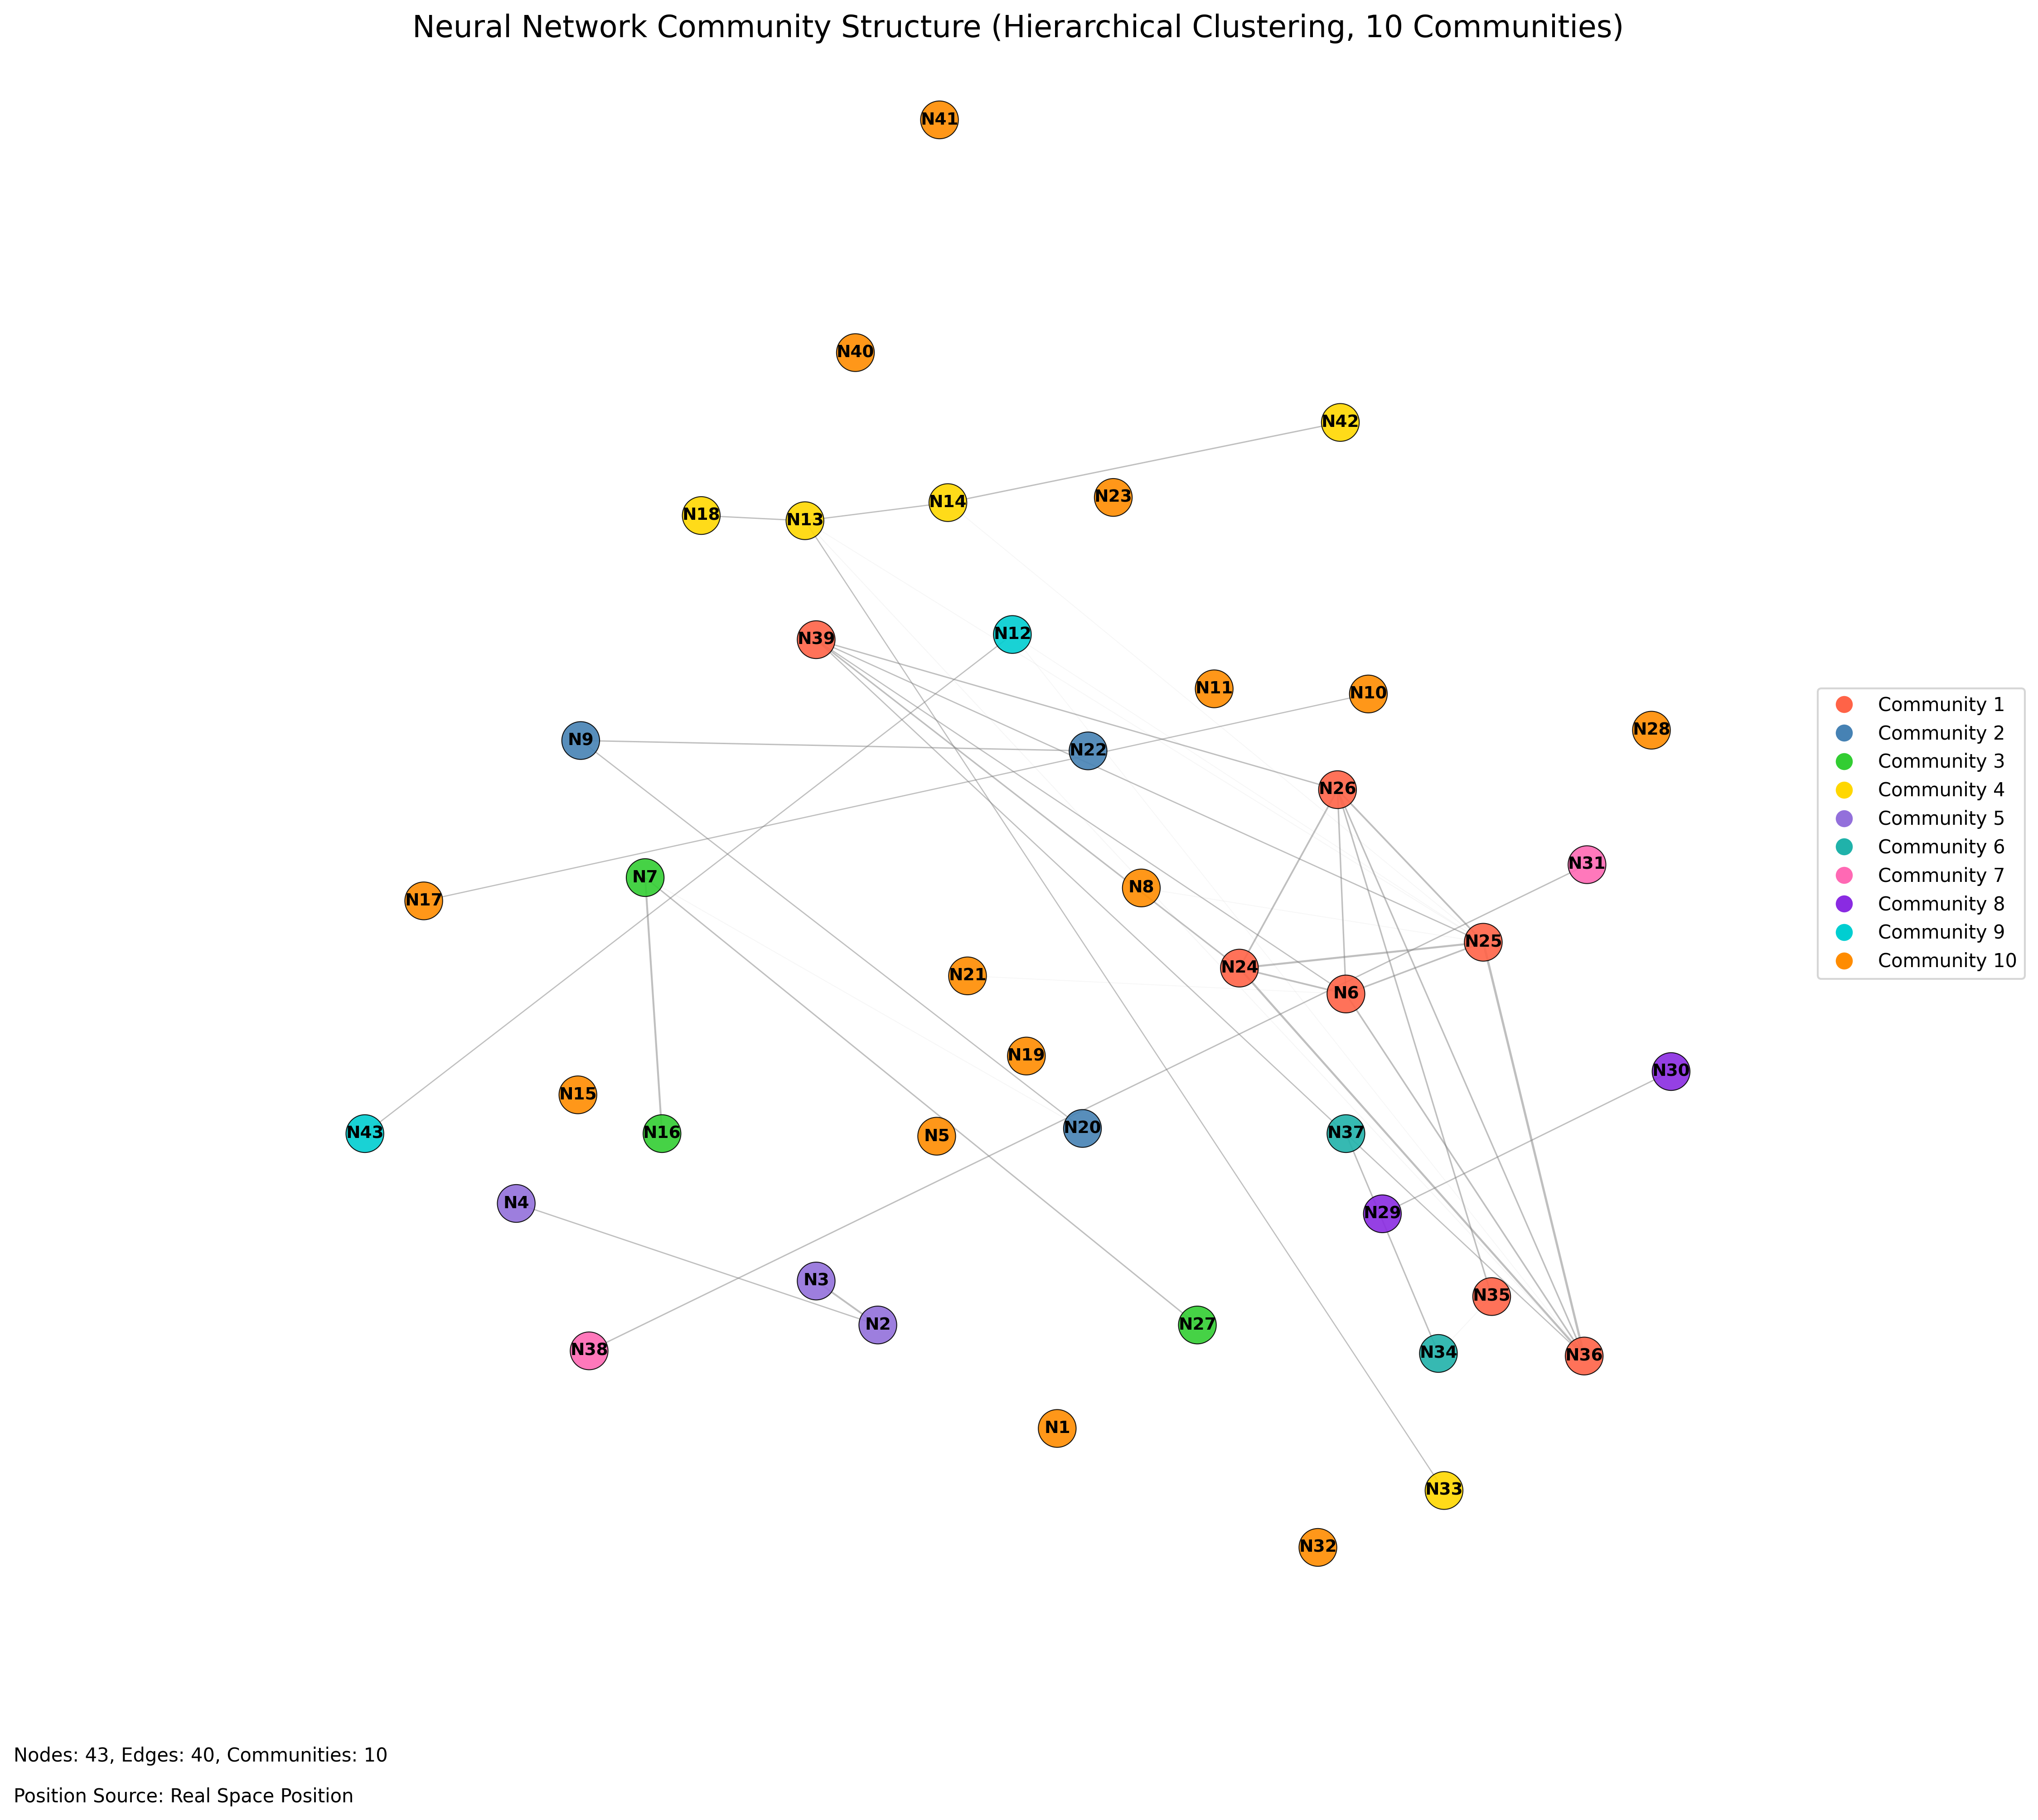 Neural Network Community Structure (Hierarchical Clustering, 10 Communities)
N41
N40
N42
N23
N14
N18
N13
N12
N39
N11
N10
N28
N9
N22
N26
N31
N7
N8
N17
N25
N24
N21
N6
N19
N30
N15
N20
N43
N16
N37
N5
N4
N29
N3
N35
N2
N27
N38
N34
N36
N1
N33
N32
Community 1
Community 2
Community 3
Community 4
Community 5
Community 6
Community 7
Community 8
Community 9
Community 10
Nodes: 43, Edges: 40, Communities: 10
Position Source: Real Space Position